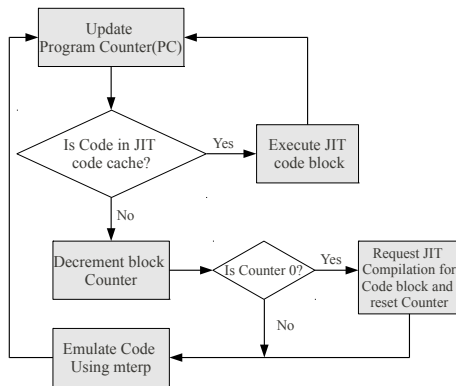 Update
Program Counter(PC)
Is Code in JIT
code cache?
Yes
Execute JIT
code block
No
Decrement block
Counter
Is Counter 0?
Yes
Request JIT
Compilation for
Code block and
reset Counter
No
Emulate Code
Using mterp